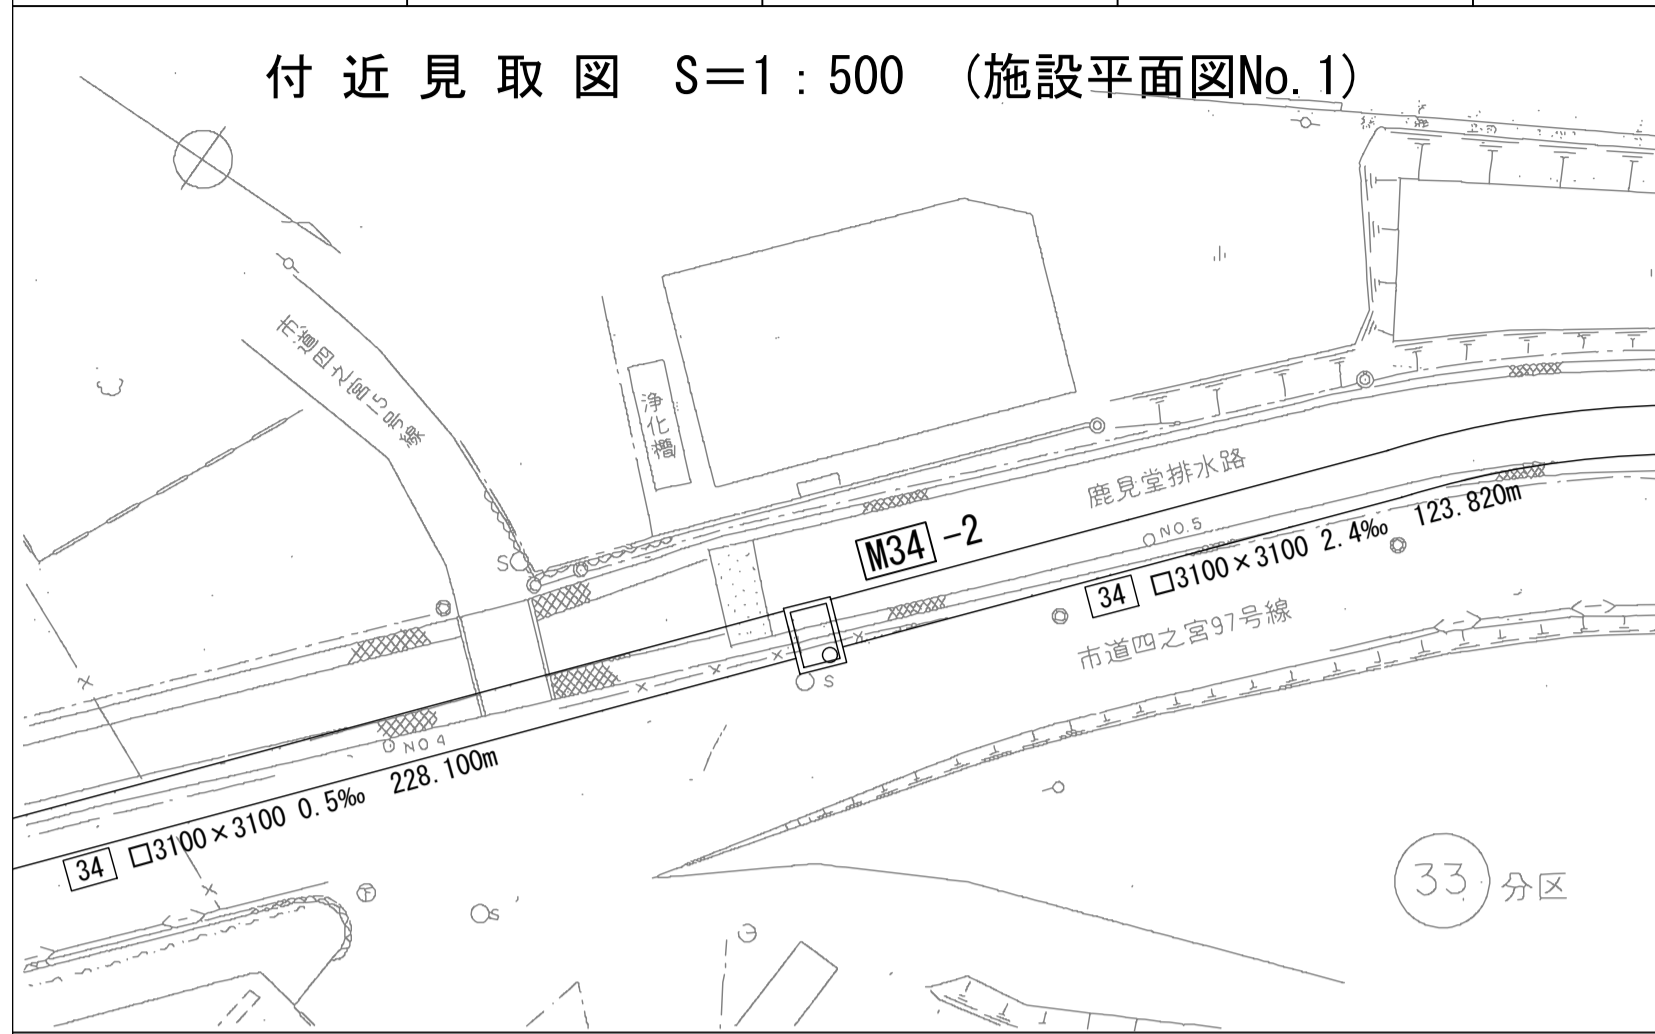 付近見取図 S=1:500 (施設平面図No.1)
市道四之宮15号線
浄化槽
鹿見堂排水路
M34 -2
NO.5
34 □3100×3100 2.4‰ 123.820m
市道四之宮97号線
S
S
NO 4
34 □3100×3100 0.5‰ 228.100m
33 分区
S